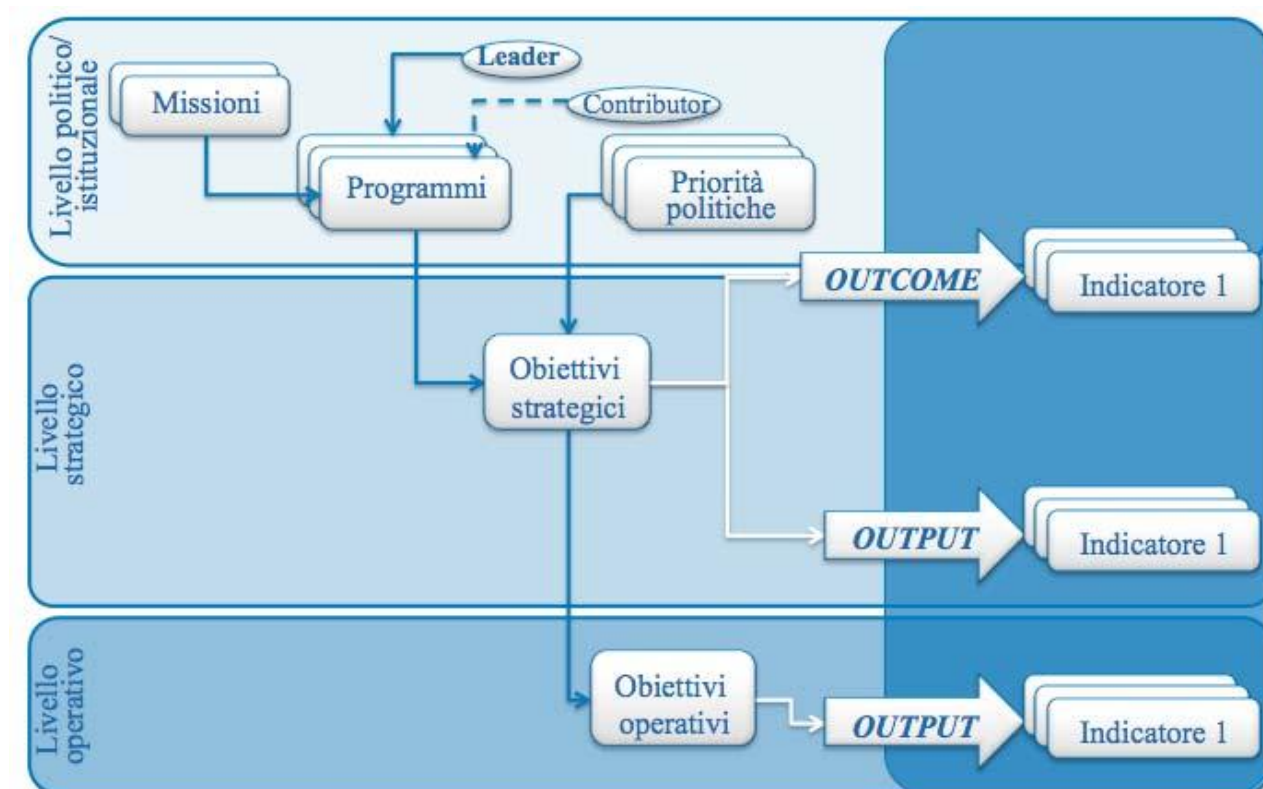 Livello politico/
istituzionale
Missioni
Leader
Contributor
Programmi
Priorità
politiche
OUTCOME
Indicatore 1
Livello
strategico
Obiettivi
strategici
OUTPUT
Indicatore 1
Livello
operativo
Obiettivi
operativi
OUTPUT
Indicatore 1